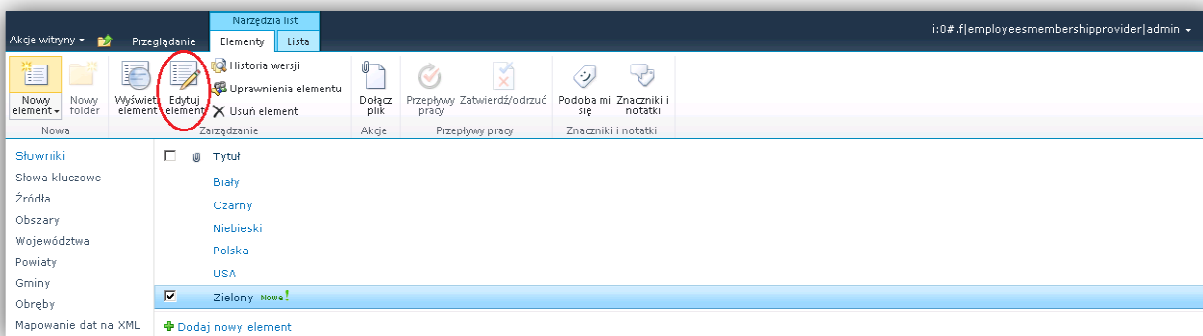 Narzędzia list
Akcje witryny
Przeglądanie
Elementy
Lista
i:0#.f|employeesmembershipprovider|admin
Nowy element
Nowy folder
Wyświetl element
Edytuj element
Historia wersji
Uprawnienia elementu
Usuń element
Dołącz plik
Przepływy pracy
Zatwierdź/odrzuć
Podoba mi się
Znaczniki i notatki
Nowa
Zarządzanie
Akcje
Przepływy pracy
Znaczniki i notatki
Słowniki
Słowa kluczowe
Źródła
Obszary
Województwa
Powiaty
Gminy
Obręby
Mapowanie dat na XML
Tytuł
Biały
Czarny
Niebieski
Polska
USA
Zielony Nowe!
Dodaj nowy element